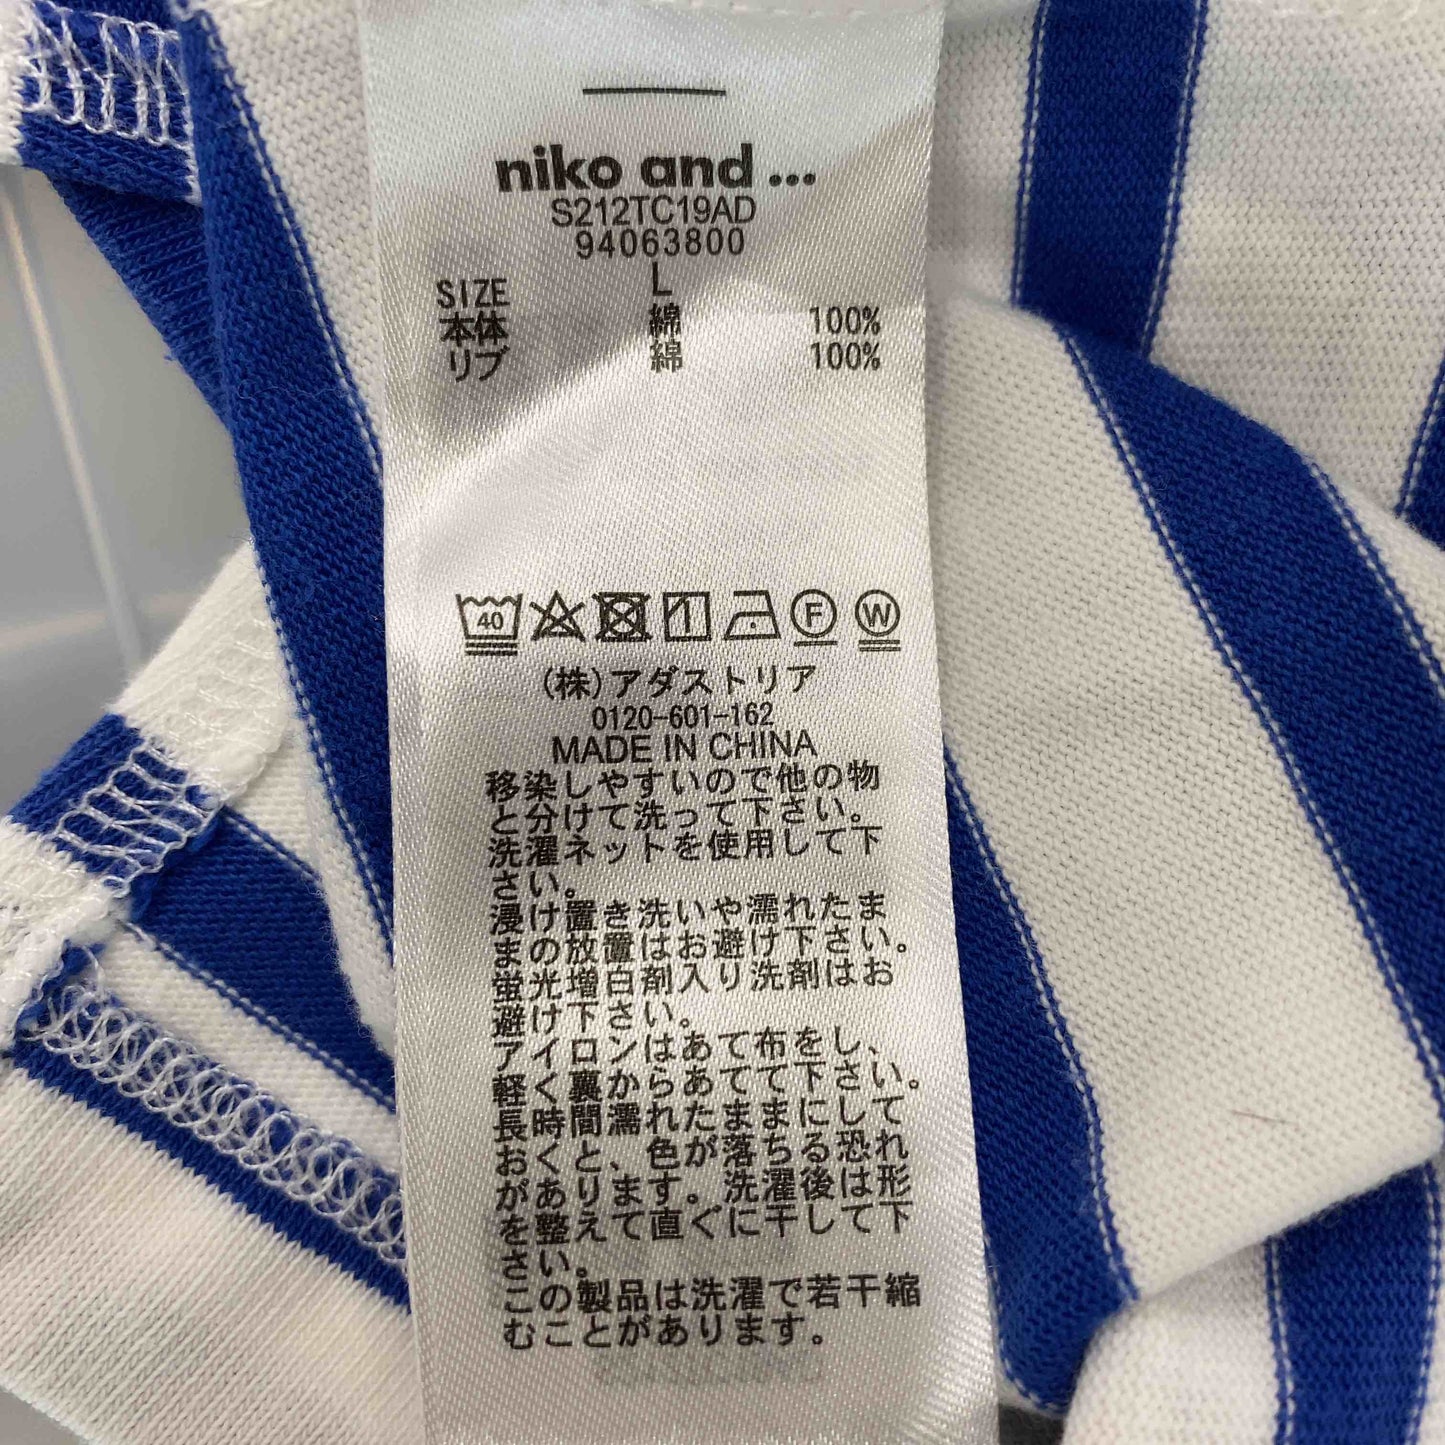 niko and ...
S212TC19AD
94063800
SIZE L
本体 綿 100%
リブ 綿 100%
40 F W
(株)アダストリア
0120-601-162
MADE IN CHINA
移染しやすいので他の物
と分けて洗って下さい。
洗濯ネットを使用して下
さい。
浸け置き洗いや濡れたま
まの放置はお避け下さい。
蛍光増白剤入り洗剤はお
避け下さい。
アイロンはあて布をし、
軽く裏からあてて下さい。
長時間濡れたままにして
おくと、色が落ちる恐れ
があります。洗濯後は形
を整えて直ぐに干して下
さい。
この製品は洗濯で若干縮
むことがあります。